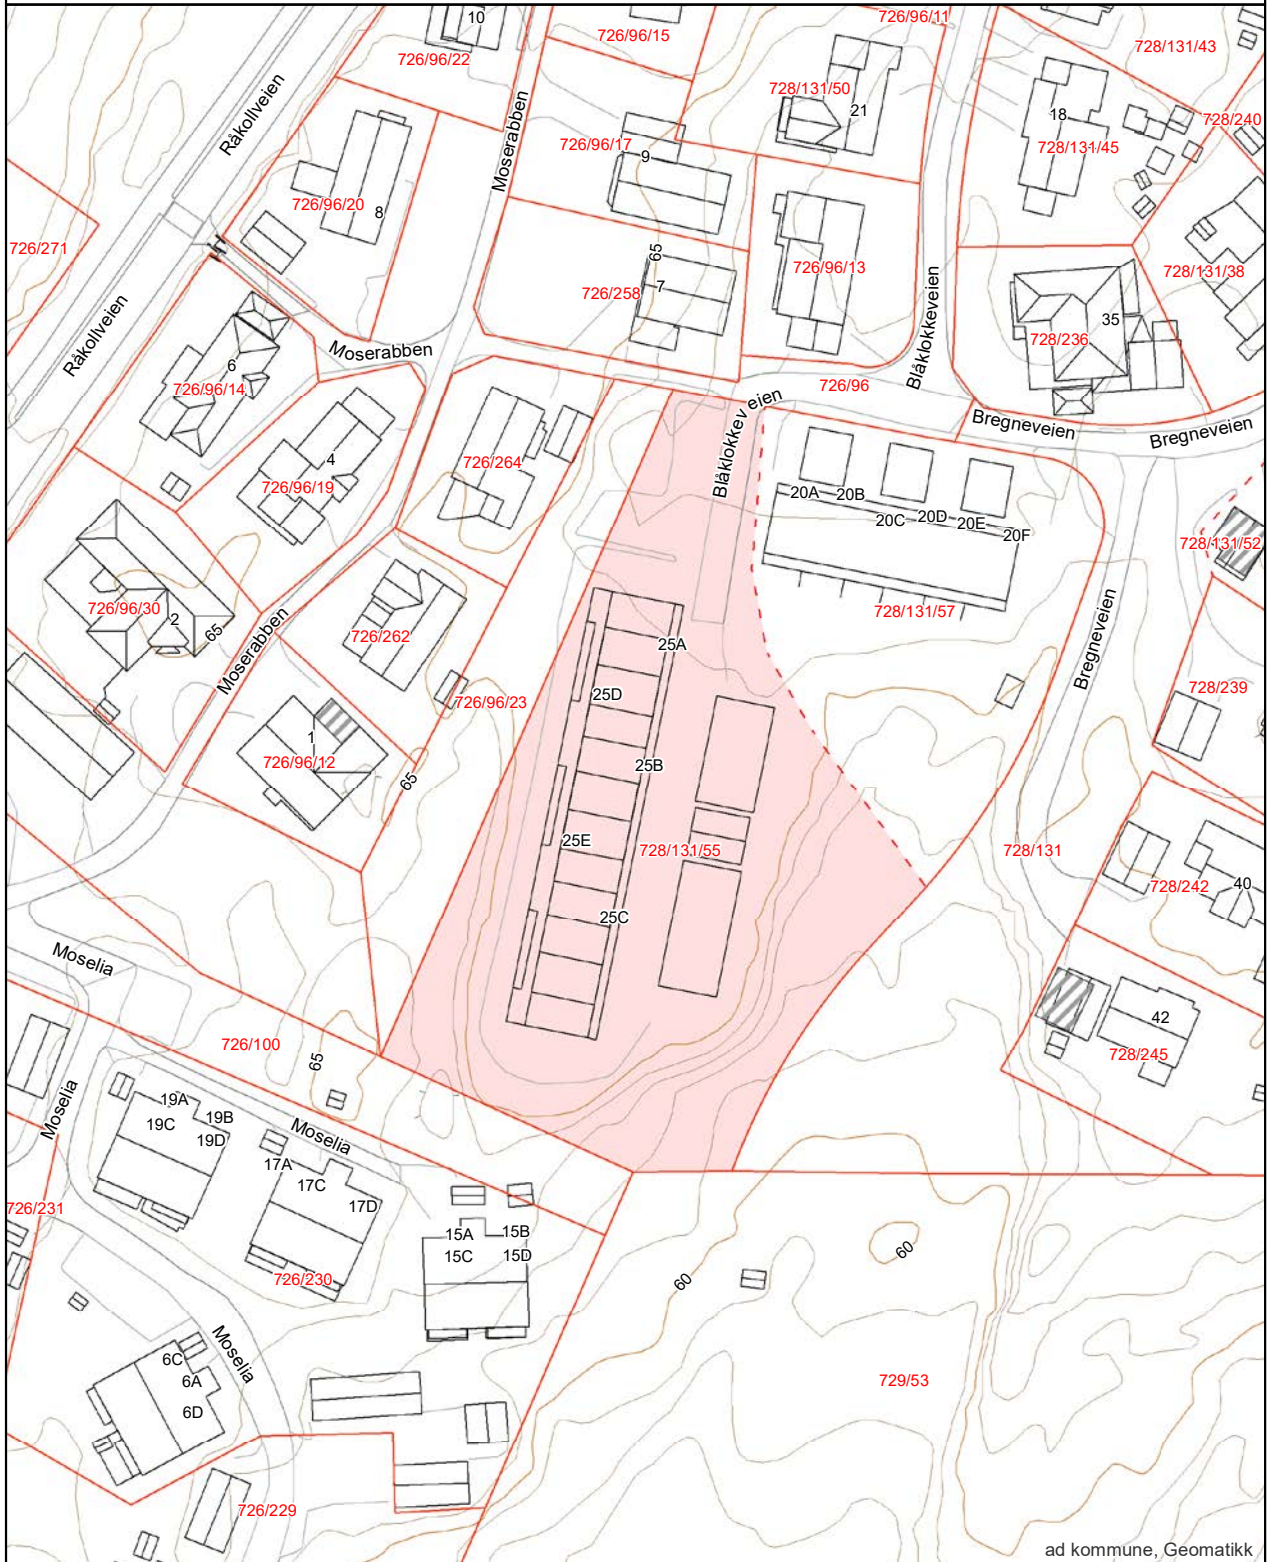 10
726/96/15
726/96/11
728/131/43
726/96/22
Råkollveien
Moserabben
728/131/50
21
18
728/240
726/96/17
9
728/131/45
726/96/20
8
726/271
65
726/96/13
728/131/38
726/258
7
Råkollveien
Blåklokkeveien
35
728/236
Moserabben
6
726/96/14
726/96
Blåklokkeveien
Bregneveien
Bregneveien
4
726/96/19
726/264
20A
20B
20C
20D
20E
20F
728/131/52
726/96/30
2
65
Moserabben
726/262
728/131/57
Bregneveien
25A
25D
726/96/23
728/239
1
726/96/12
65
25B
25E
728/131/55
728/131
728/242
40
25C
Moselia
42
728/245
726/100
65
Moselia
19A
19B
19C
19D
Moselia
17A
17C
17D
726/231
15A
15B
15C
15D
60
60
726/230
Moselia
6C
6A
6D
729/53
726/229
ad kommune, Geomatikk